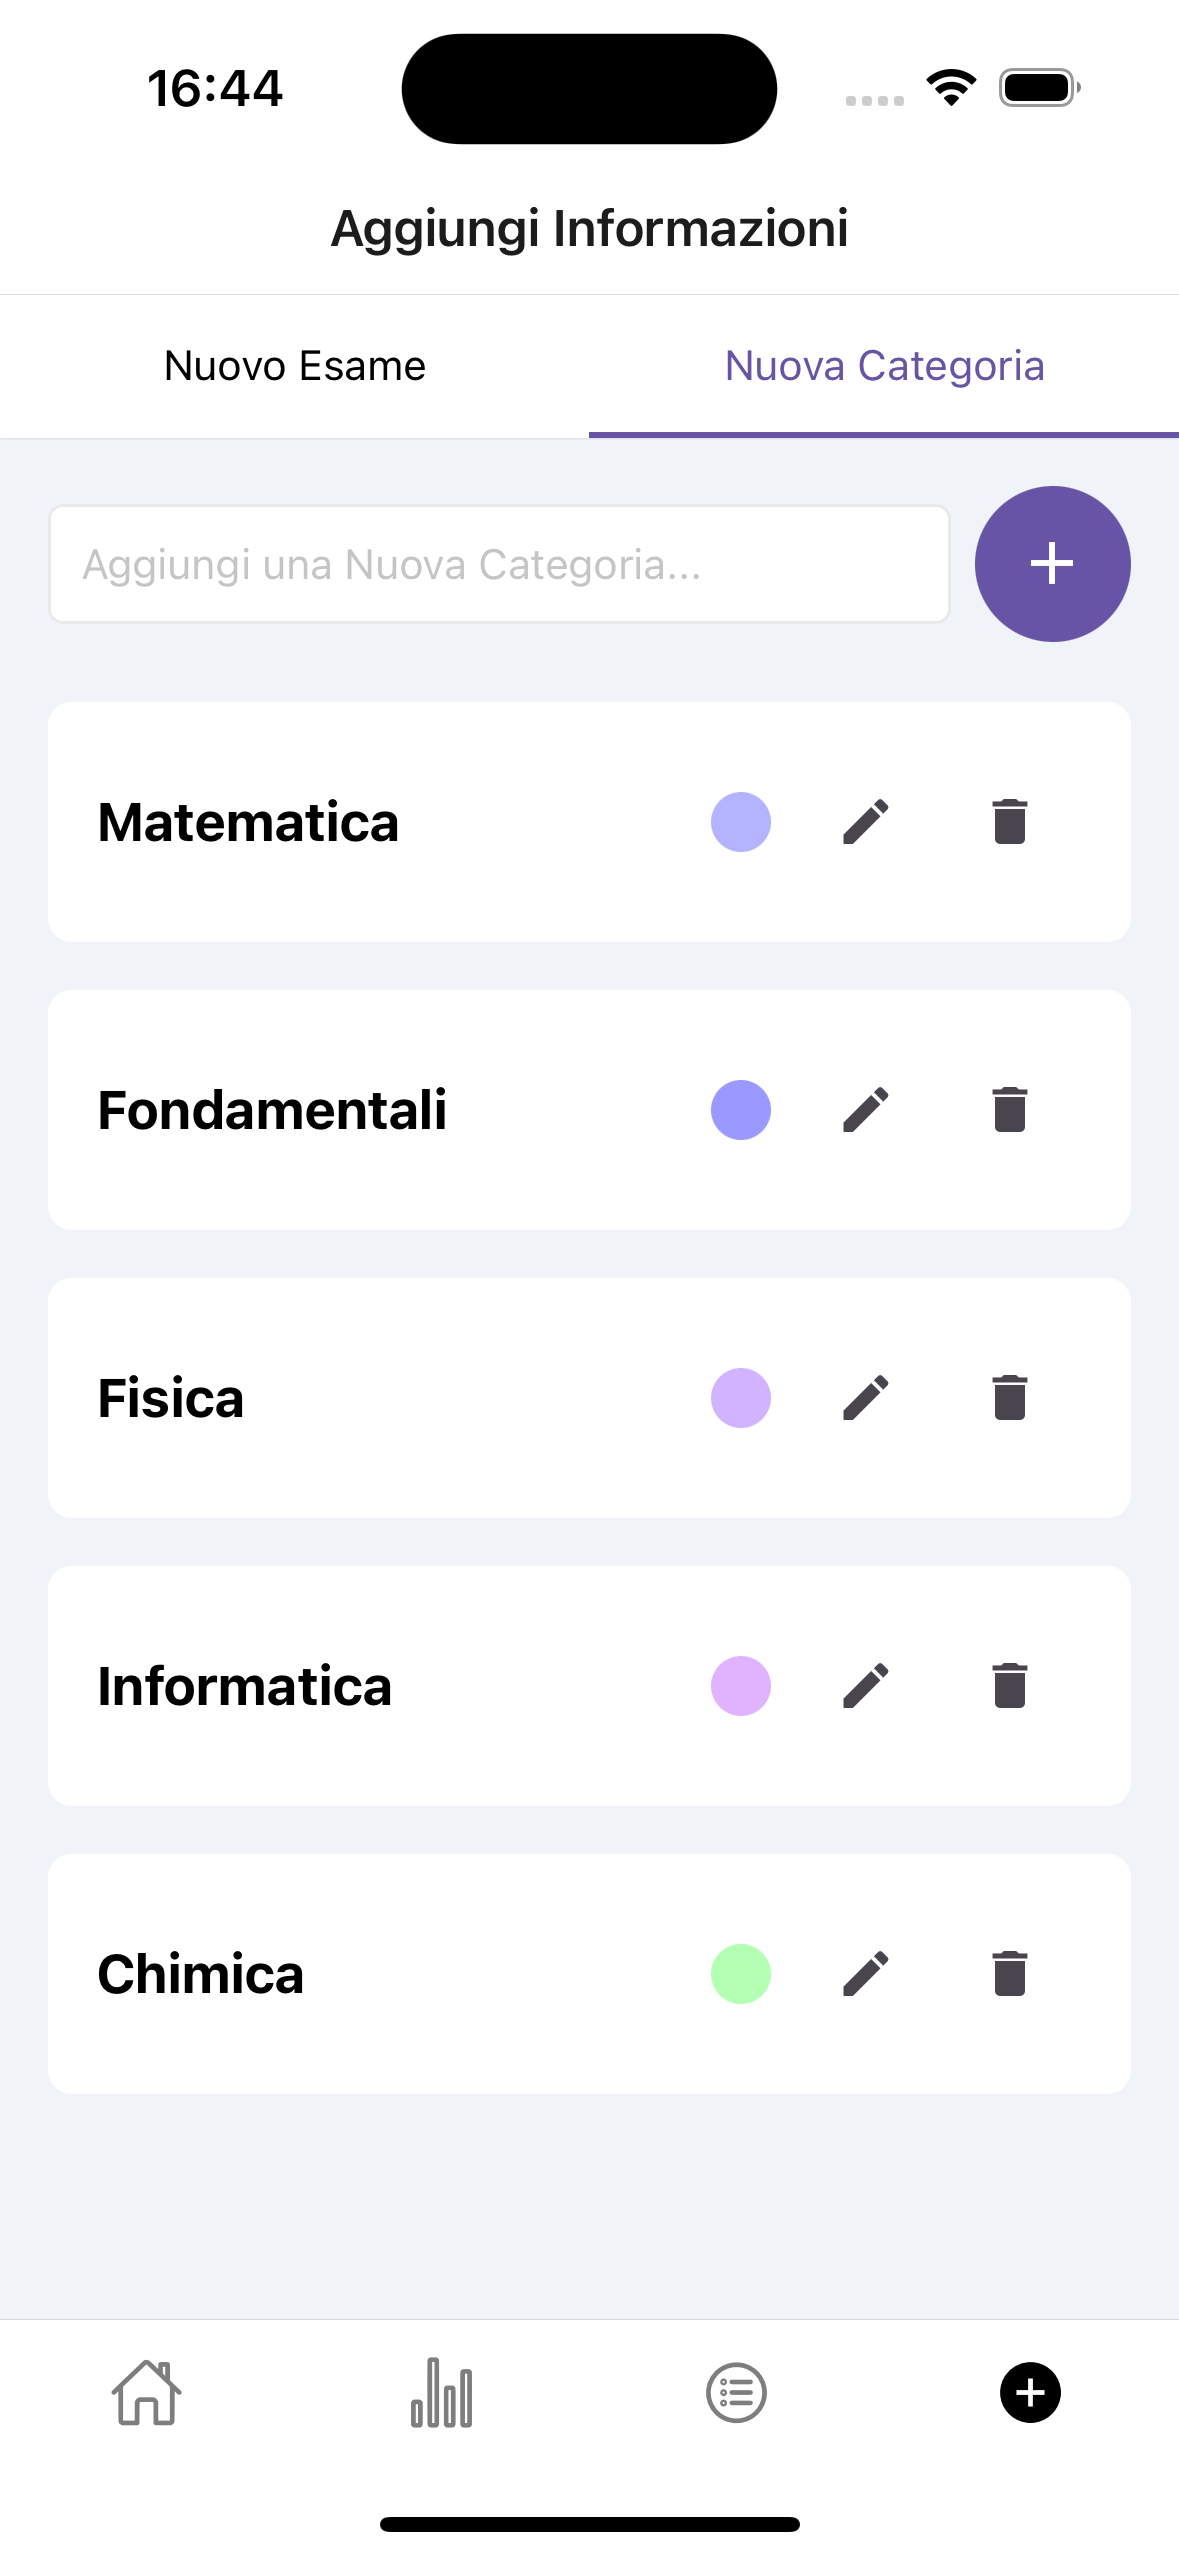 16:44
Aggiungi Informazioni
Nuovo Esame
Nuova Categoria
Aggiungi una Nuova Categoria...
Matematica
Fondamentali
Fisica
Informatica
Chimica